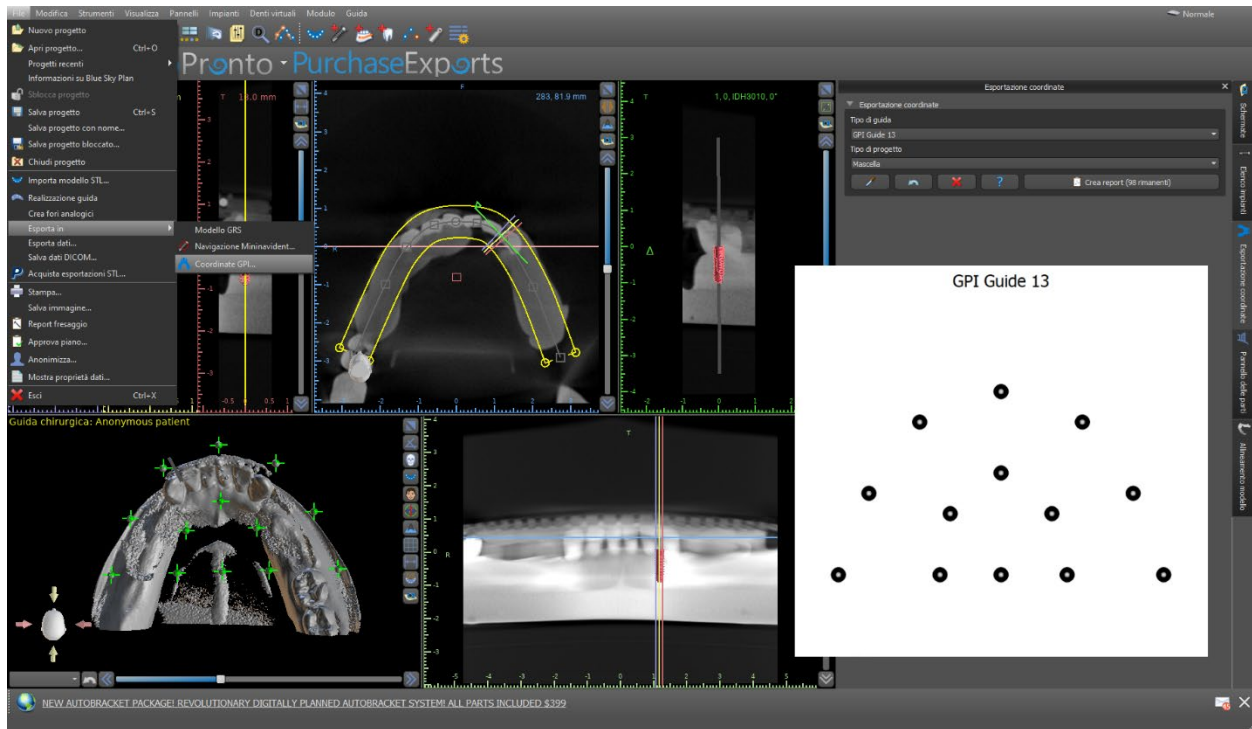 File Modifica Strumenti Visualizza Pannelli Impianti Denti virtuali Modulo Guida
Normale
Nuovo progetto
Apri progetto... Ctrl+O
Progetti recenti
Informazioni su Blue Sky Plan
Sblocca progetto
Salva progetto Ctrl+S
Salva progetto con nome...
Salva progetto bloccato...
Chiudi progetto
Importa modello STL...
Realizzazione guida
Crea fori analogici
Esporta in
Esporta dati...
Salva dati DICOM...
Acquista esportazioni STL...
Stampa...
Salva immagine...
Report fresaggio
Approva piano...
Anonimizza...
Mostra proprietà dati...
Esci Ctrl+X
Modello GRS
Navigazione Mininavident...
Coordinate GPI...
Pronto PurchaseExports
283, 81.9 mm
1, 0, IDH3010, 0°
Esportazione coordinate
Esportazione coordinate
Tipo di guida
GPI Guide 13
Tipo di progetto
Mascella
Crea report (98 rimanenti)
Schermate
Elenco impianti
Esportazione coordinate
Pannello delle parti
Allineamento modello
GPI Guide 13
Guida chirurgica: Anonymous patient
NEW AUTOBRACKET PACKAGE! REVOLUTIONARY DIGITALLY PLANNED AUTOBRACKET SYSTEM! ALL PARTS INCLUDED $399